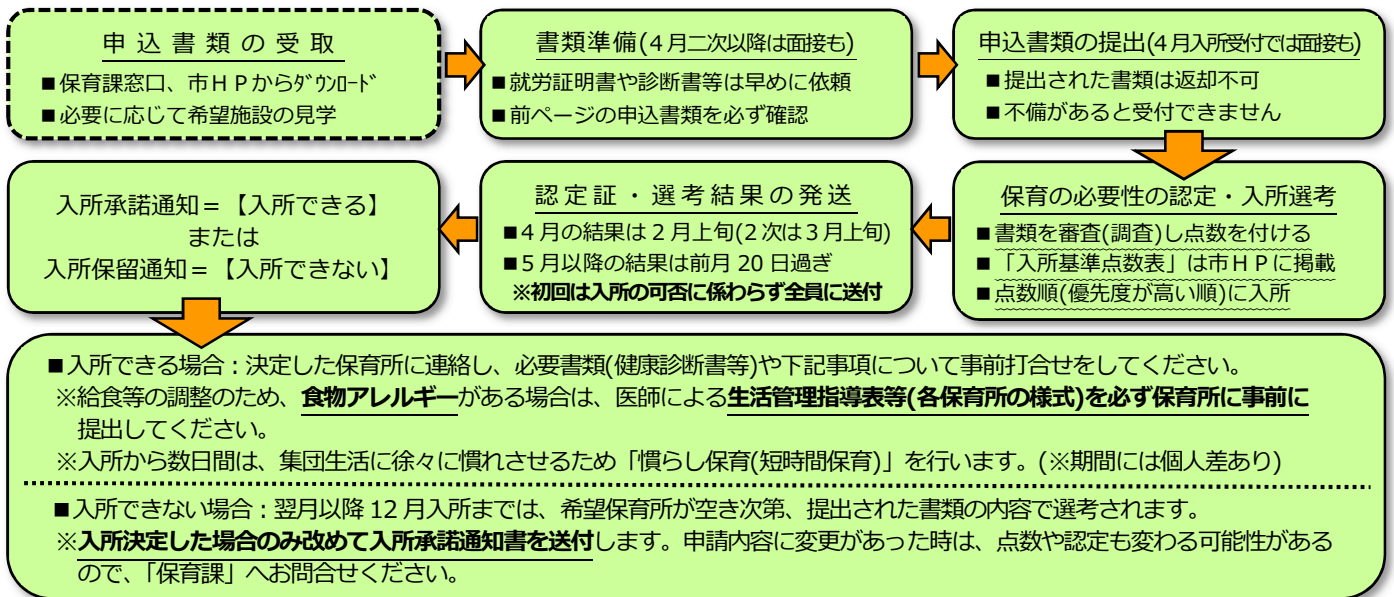 申込書類の受取
■保育課窓口、市HPからダウンロード
■必要に応じて希望施設の見学
書類準備(4月二次以降は面接も)
■就労証明書や診断書等は早めに依頼
■前ページの申込書類を必ず確認
申込書類の提出(4月入所受付では面接も)
■提出された書類は返却不可
■不備があると受付できません
保育の必要性の認定・入所選考
■書類を審査(調査)し点数を付ける
■「入所基準点数表」は市HPに掲載
■点数順(優先度が高い順)に入所
認定証・選考結果の発送
■4月の結果は2月上旬(2次は3月上旬)
■5月以降の結果は前月20日過ぎ
※初回は入所の可否に係わらず全員に送付
入所承諾通知=【入所できる】
または
入所保留通知=【入所できない】
■入所できる場合:決定した保育所に連絡し、必要書類(健康診断書等)や下記事項について事前打合せをしてください。
※給食等の調整のため、食物アレルギーがある場合は、医師による生活管理指導表等(各保育所の様式)を必ず保育所に事前に
提出してください。
※入所から数日間は、集団生活に徐々に慣れさせるため「慣らし保育(短時間保育)」を行います。(※期間には個人差あり)
■入所できない場合:翌月以降12月入所までは、希望保育所が空き次第、提出された書類の内容で選考されます。
※入所決定した場合のみ改めて入所承諾通知書を送付します。申請内容に変更があった時は、点数や認定も変わる可能性がある
ので、「保育課」へお問合せください。